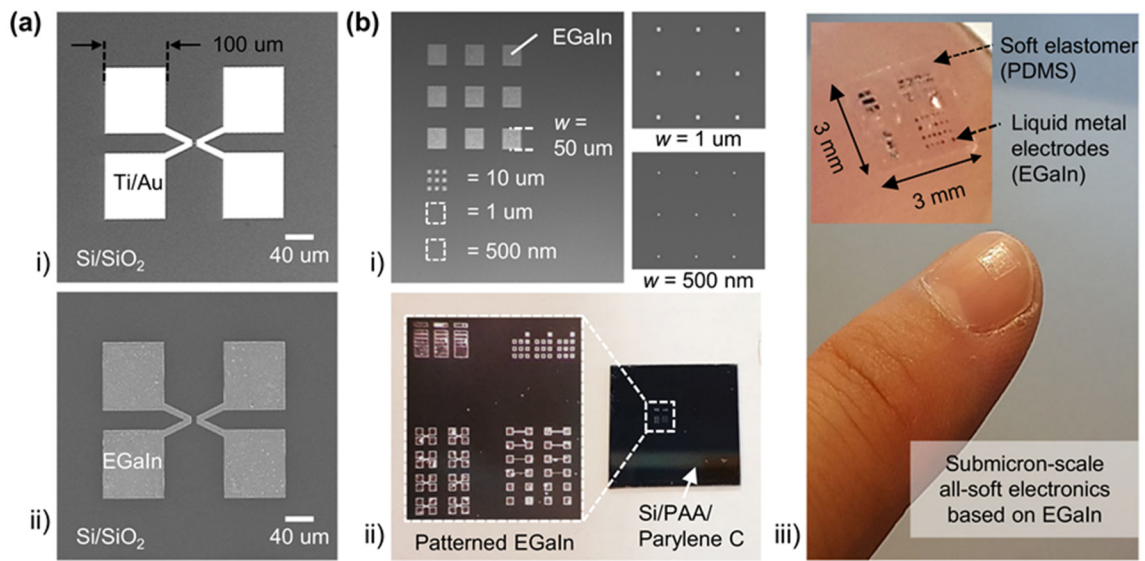 (a)
100 um
Ti/Au
Si/SiO2
40 um
i)
EGaIn
Si/SiO2
40 um
ii)
(b)
EGaIn
w =
50 um
= 10 um
= 1 um
= 500 nm
i)
w = 1 um
w = 500 nm
Si/PAA/
Parylene C
ii)
Patterned EGaIn
Soft elastomer
(PDMS)
Liquid metal
electrodes
(EGaIn)
3 mm
3 mm
Submicron-scale
all-soft electronics
based on EGaIn
iii)